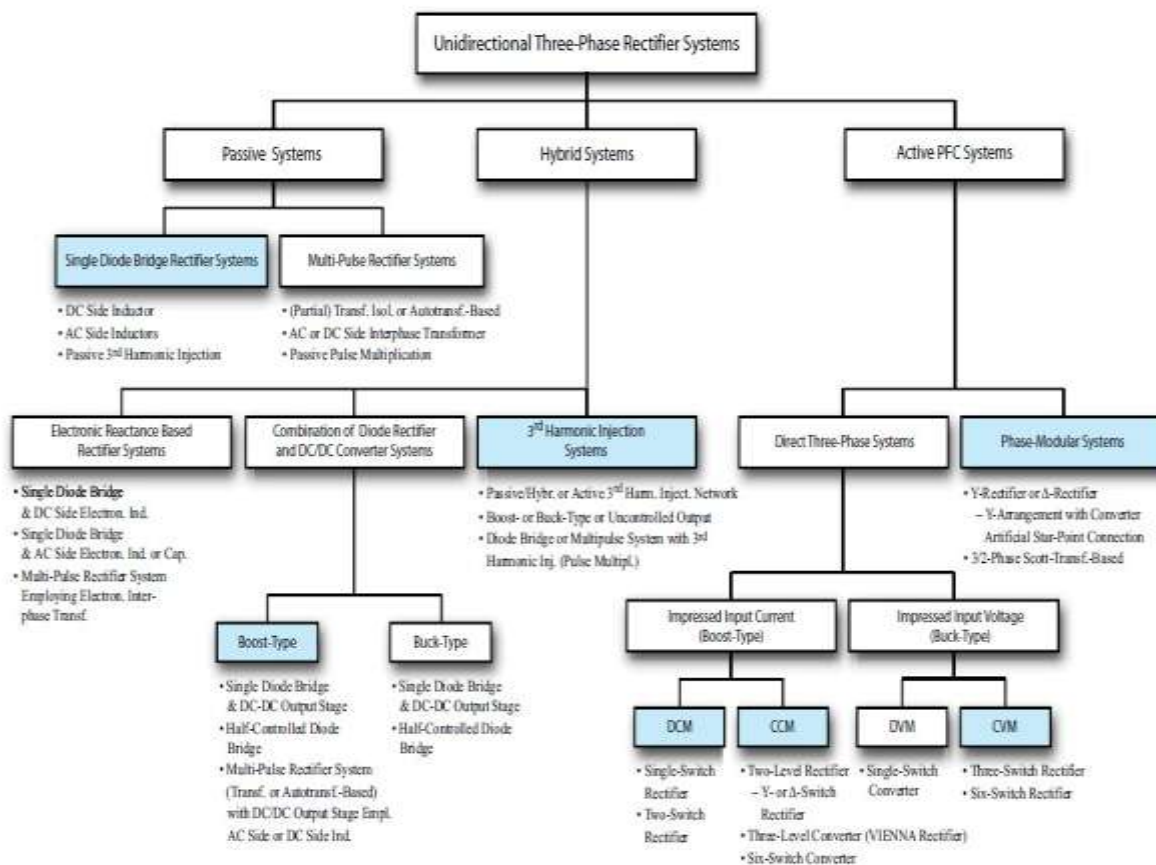 Unidirectional Three-Phase Rectifier Systems
Passive Systems
Hybrid Systems
Active PFC Systems
Single Diode Bridge Rectifier Systems
• DC Side Inductor
• AC Side Inductors
• Passive 3rd Harmonic Injection
Multi-Pulse Rectifier Systems
• (Partial) Transf. Isol. or Autotransf.-Based
• AC or DC Side Interphase Transformer
• Passive Pulse Multiplication
Electronic Reactance Based
Rectifier Systems
• Single Diode Bridge
& DC Side Electron. Ind.
• Single Diode Bridge
& AC Side Electron. Ind. or Cap.
• Multi-Pulse Rectifier System
Employing Electron. Inter-
phase Transf.
Combination of Diode Rectifier
and DC/DC Converter Systems
Boost-Type
• Single Diode Bridge
& DC-DC Output Stage
• Half-Controlled Diode
Bridge
• Multi-Pulse Rectifier System
(Transf. or Autotransf.-Based)
with DC/DC Output Stage Empl.
AC Side or DC Side Ind.
Buck-Type
• Single Diode Bridge
& DC-DC Output Stage
• Half-Controlled Diode
Bridge
3rd Harmonic Injection
Systems
• Passive/Hybr. or Active 3rd Harm. Inject. Network
• Boost- or Buck-Type or Uncontrolled Output
• Diode Bridge or Multipulse System with 3rd
Harmonic Inj. (Pulse Multipl.)
Direct Three-Phase Systems
Phase-Modular Systems
• Y-Rectifier or Δ-Rectifier
– Y-Arrangement with Converter
Artificial Star-Point Connection
• 3/2-Phase Scott-Transf.-Based
Impressed Input Current
(Boost-Type)
Impressed Input Voltage
(Buck-Type)
DCM
• Single-Switch
Rectifier
• Two-Switch
Rectifier
CCM
• Two-Level Rectifier
– Y- or Δ-Switch
Rectifier
• Three-Level Converter (VIENNA Rectifier)
• Six-Switch Converter
DVM
• Single-Switch
Converter
CVM
• Three-Switch Rectifier
• Six-Switch Rectifier